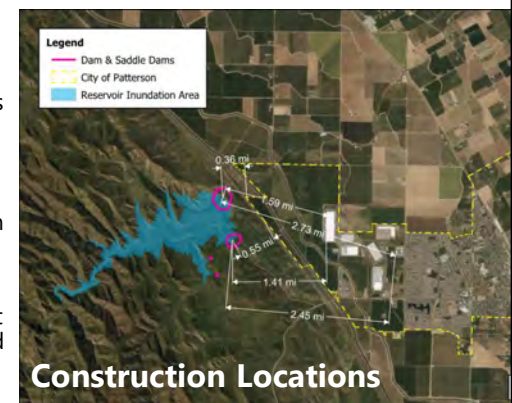 Legend
Dam & Saddle Dams
City of Patterson
Reservoir Inundation Area
0.36 mi
1.59 mi
2.73 mi
0.55 mi
1.41 mi
2.45 mi
Construction Locations